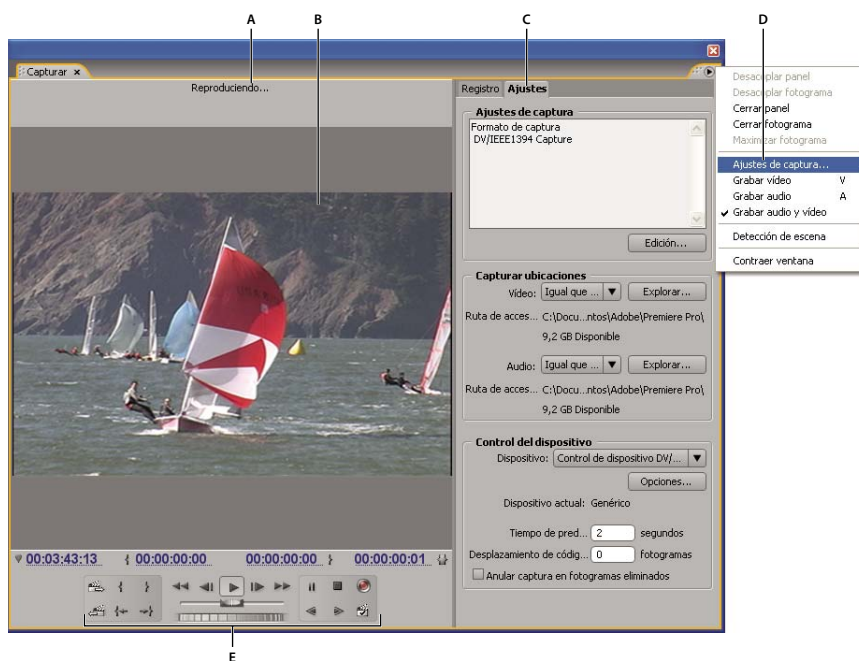 A B C D
Capturar x
Reproduciendo...
Registro Ajustes
Ajustes de captura
Formato de captura
DV/IEEE1394 Capture
Edición...
Capturar ubicaciones
Vídeo: Igual que ... Explorar...
Ruta de acces... C:\Docu...ntos\Adobe\Premiere Pro\
9,2 GB Disponible
Audio: Igual que ... Explorar...
Ruta de acces... C:\Docu...ntos\Adobe\Premiere Pro\
9,2 GB Disponible
Control del dispositivo
Dispositivo: Control de dispositivo DV/...
Opciones...
Dispositivo actual: Genérico
Tiempo de pred... 2 segundos
Desplazamiento de códig... 0 fotogramas
Anular captura en fotogramas eliminados
Desacoplar panel
Desacoplar fotograma
Cerrar panel
Cerrar fotograma
Maximizar fotograma
Ajustes de captura...
Grabar vídeo V
Grabar audio A
Grabar audio y vídeo
Detección de escena
Contraer ventana
00:03:43:13 { 00:00:00:00 00:00:00:00 } 00:00:00:01 {}
E